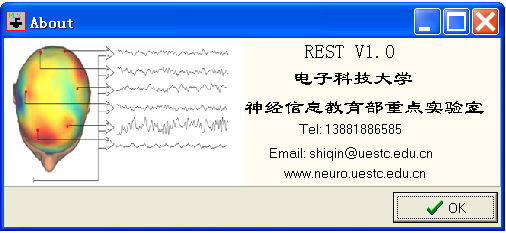 About
REST V1.0
电子科技大学
神经信息教育部重点实验室
Tel: 13881886585
Email: shiqin@uestc.edu.cn
www.neuro.uestc.edu.cn
OK